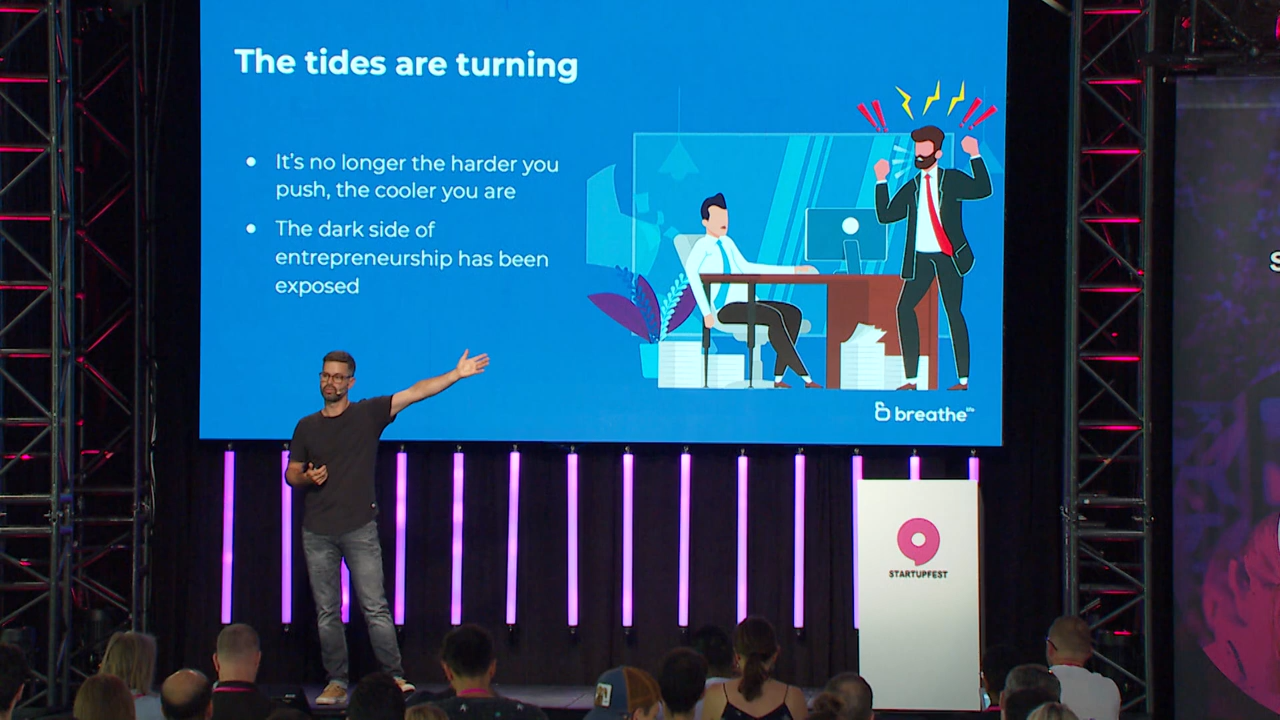 The tides are turning
• It's no longer the harder you
push, the cooler you are
• The dark side of
entrepreneurship has been
exposed
breathe
STARTUPFEST